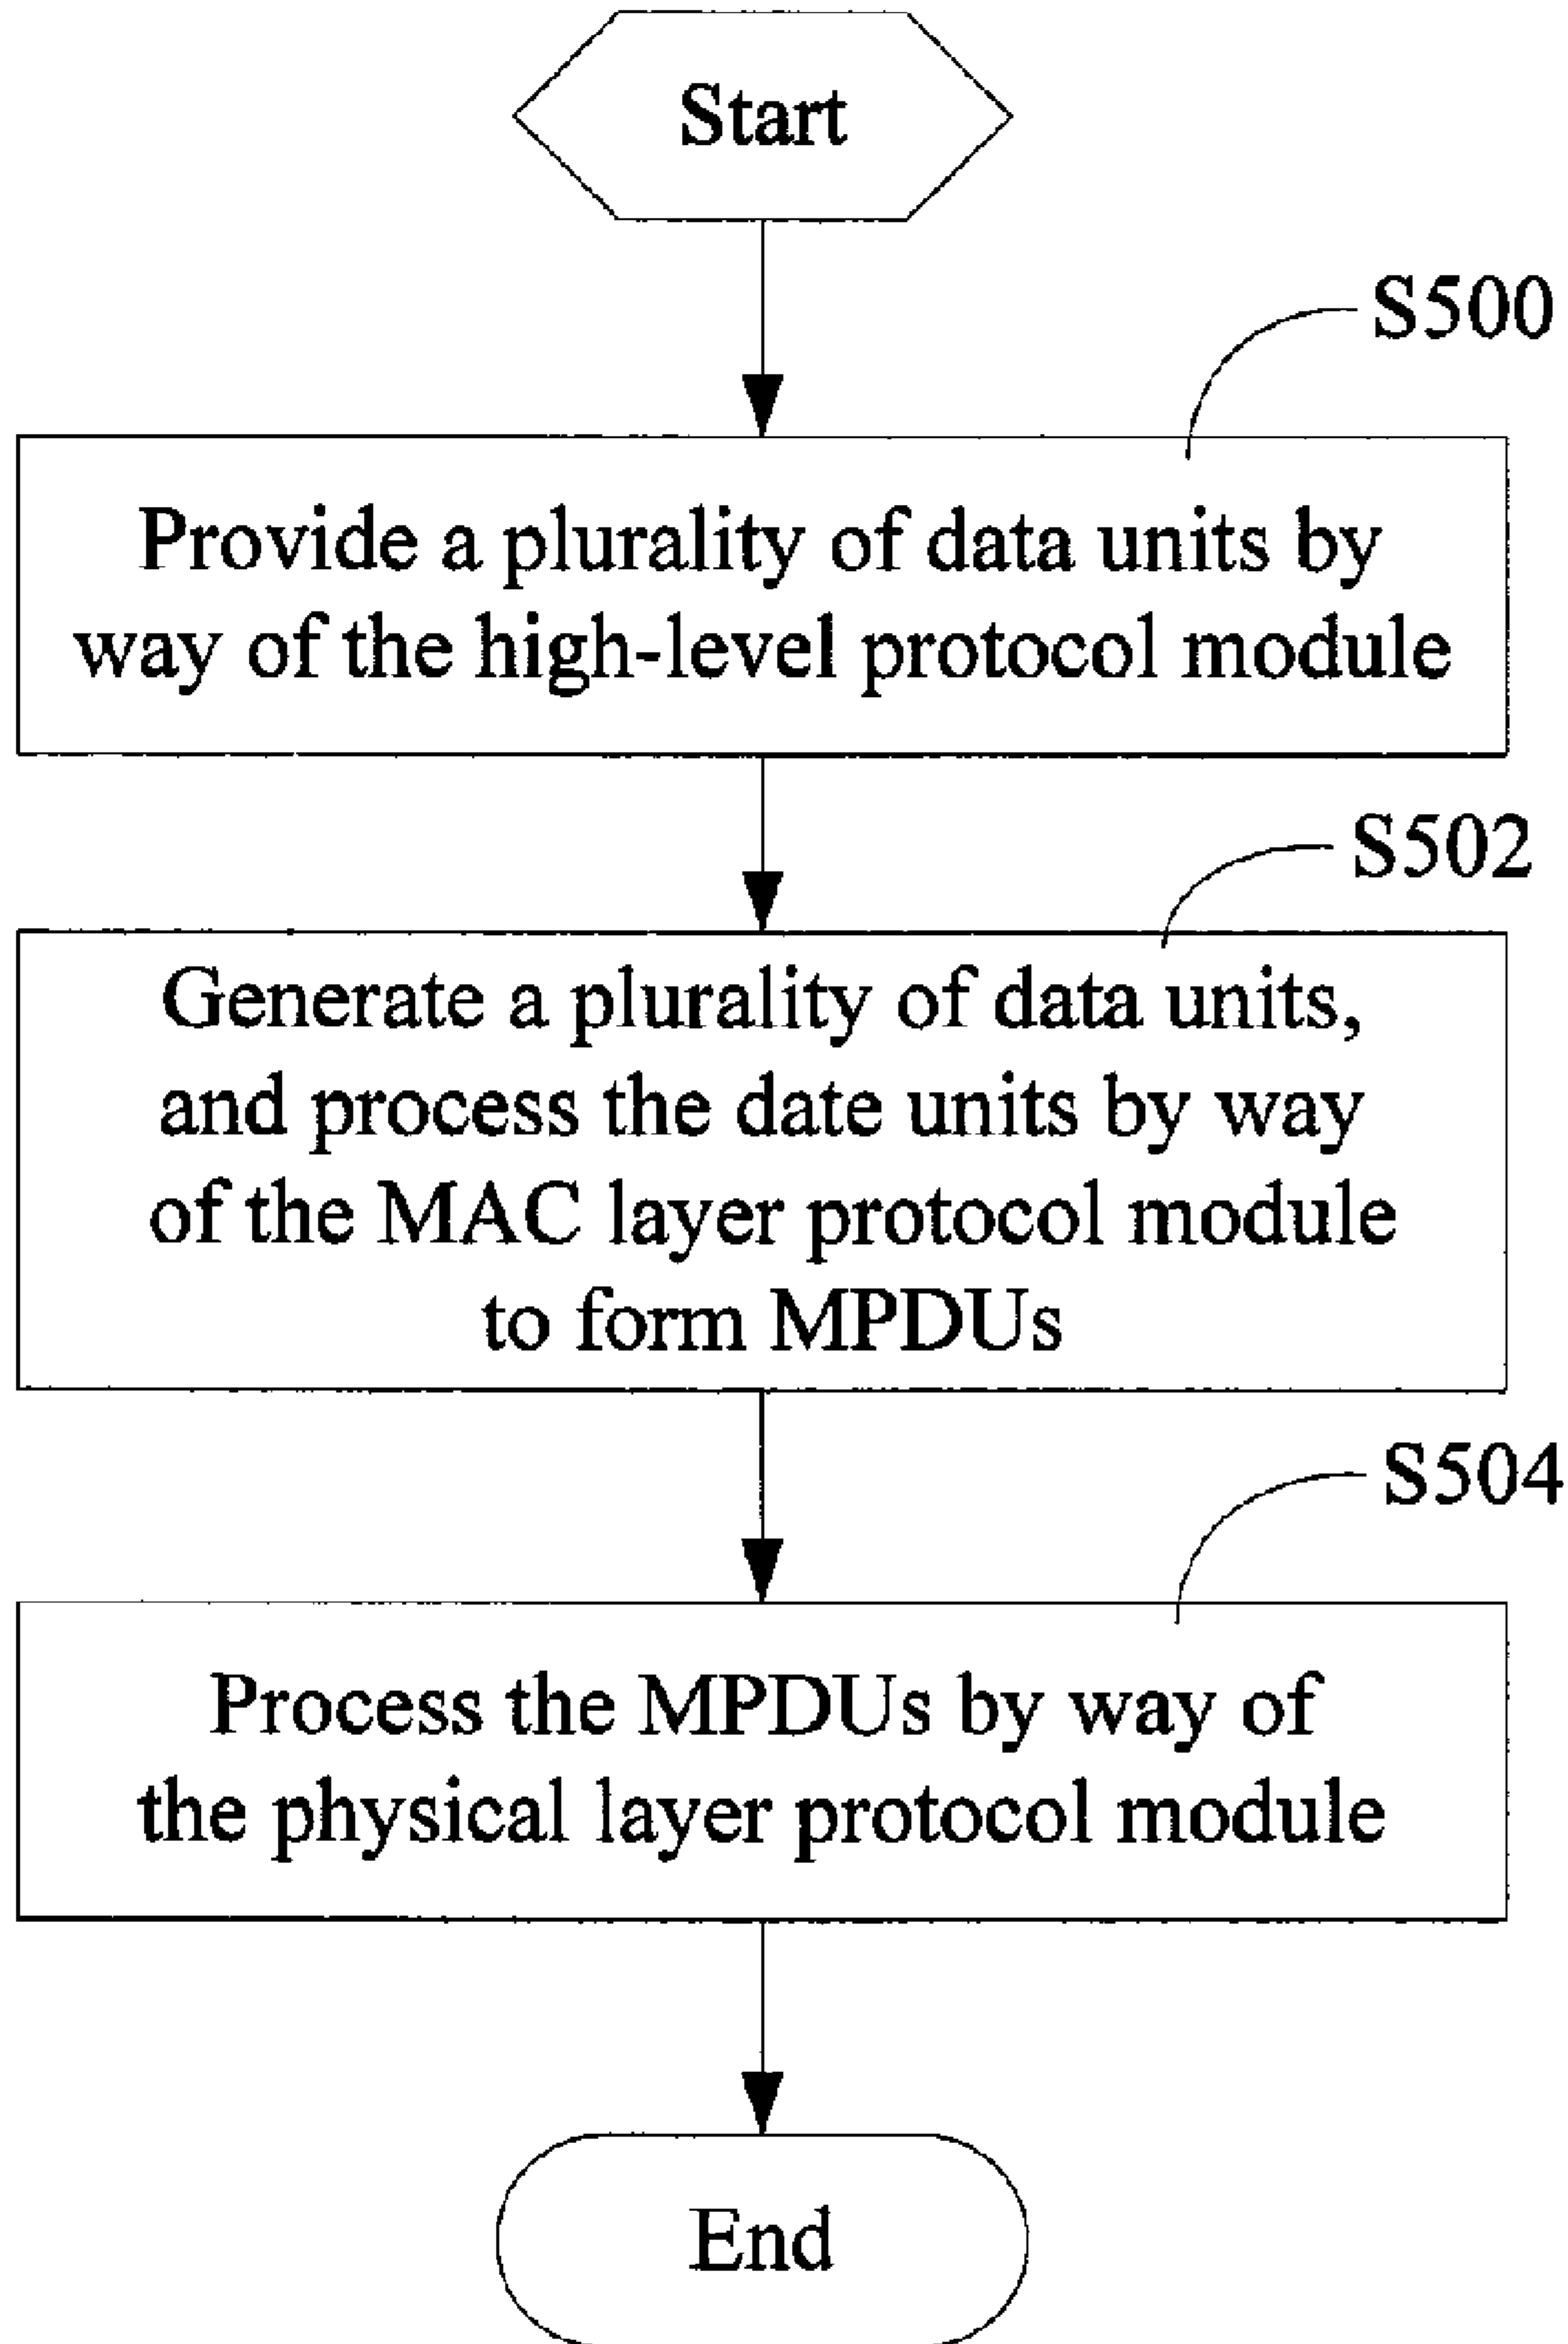 Start
S500
Provide a plurality of data units by
way of the high-level protocol module
S502
Generate a plurality of data units,
and process the date units by way
of the MAC layer protocol module
to form MPDUs
S504
Process the MPDUs by way of
the physical layer protocol module
End